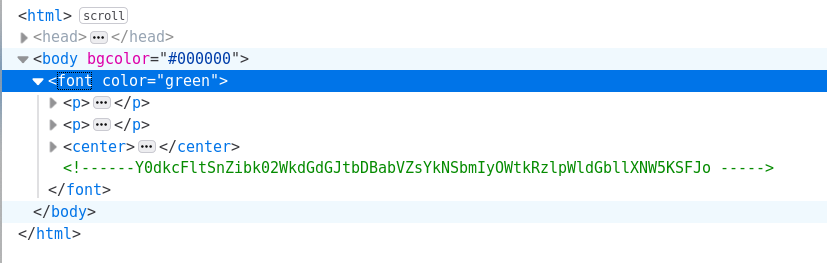 <html> scroll
<head> ··· </head>
<body bgcolor="#000000">
<font color="green">
<p> ··· </p>
<p> ··· </p>
<center> ··· </center>
<!------Y0dkcFltSnZibk02WkdGdGJtbDBabVZsYkNSbmIyOWtkRzlpWldGbllXNW5KSFJo ----->
</font>
</body>
</html>